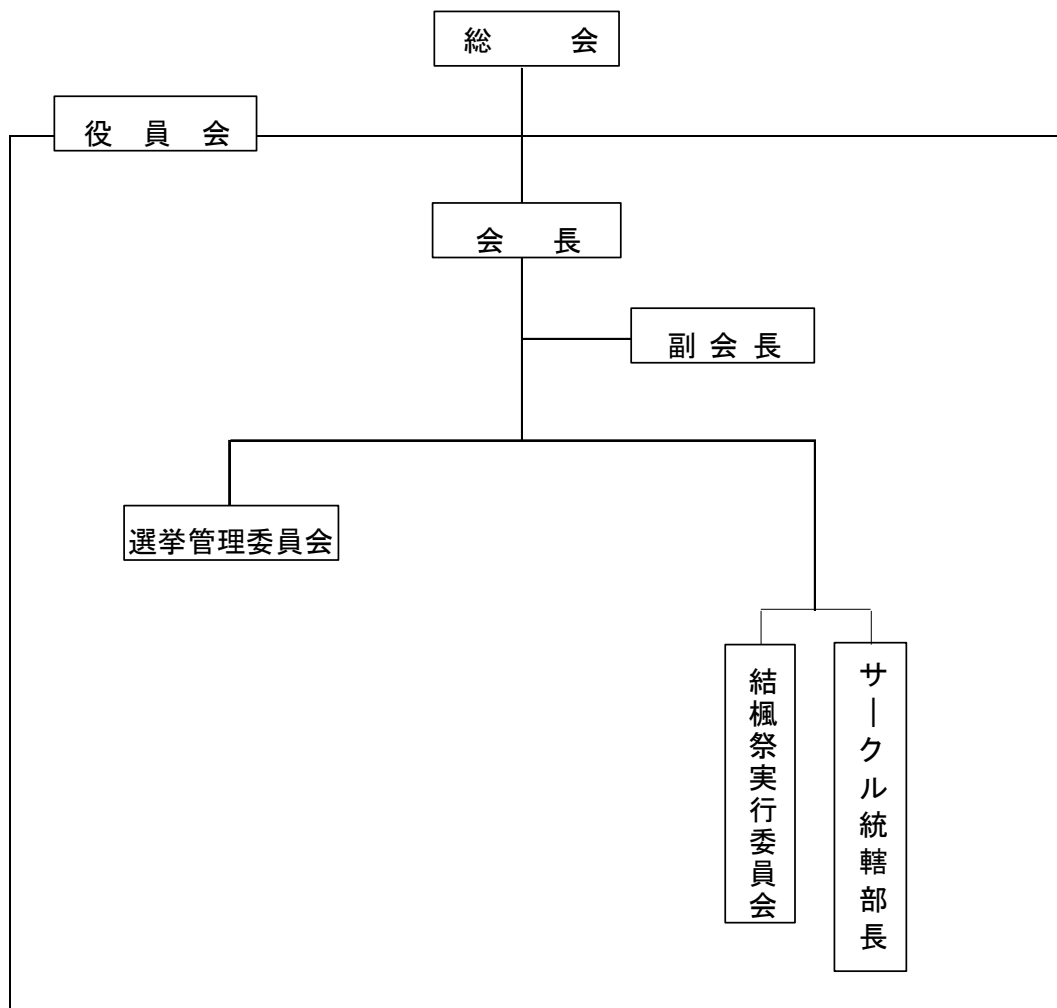 総　会
役員会
会　長
副会長
選挙管理委員会
結楓祭実行委員会
サークル統轄部長